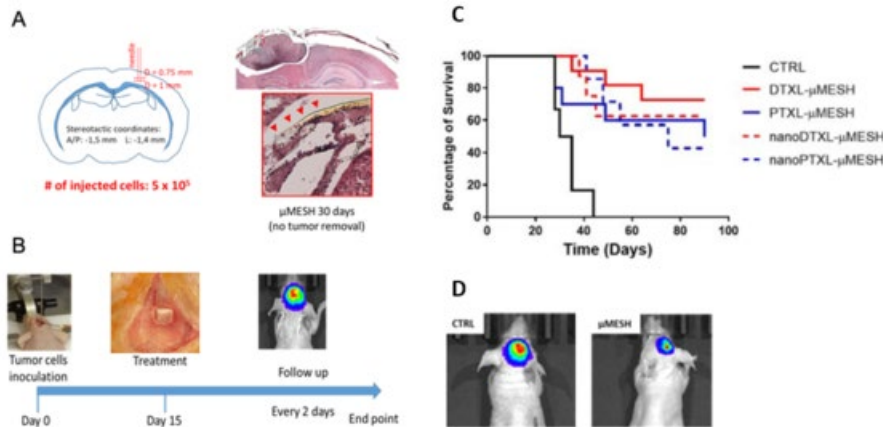 A
needle
D = 0.75 mm
D = 1 mm
Stereotactic coordinates:
A/P: -1,5 mm L: -1,4 mm
# of injected cells: 5 x 10⁵
µMESH 30 days
(no tumor removal)
B
Tumor cells
inoculation
Treatment
Follow up
Every 2 days
Day 0
Day 15
End point
C
Percentage of Survival
100
80
60
40
20
0
0
20
40
60
80
100
Time (Days)
CTRL
DTXL-µMESH
PTXL-µMESH
nanoDTXL-µMESH
nanoPTXL-µMESH
D
CTRL
µMESH